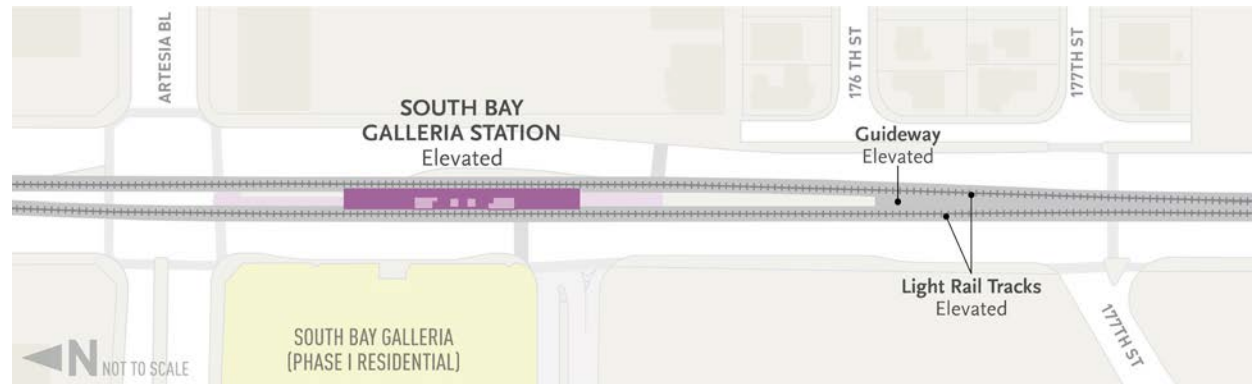 ARTESIA BL
176 TH ST
177TH ST
SOUTH BAY
GALLERIA STATION
Elevated
Guideway
Elevated
Light Rail Tracks
Elevated
SOUTH BAY GALLERIA
(PHASE I RESIDENTIAL)
177TH ST
N NOT TO SCALE